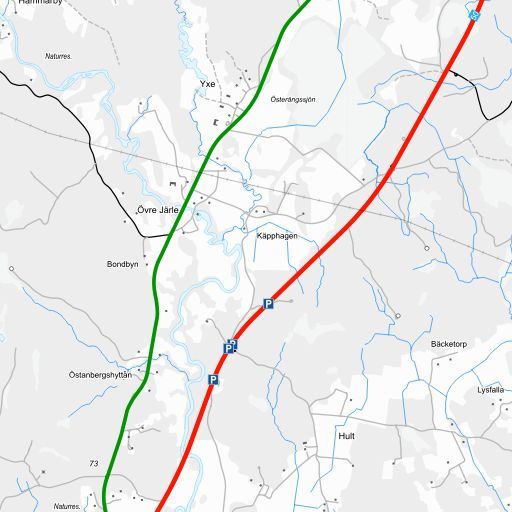 Hammarby
Naturres.
Yxe
Österängssjön
Övre Järle
Käpphagen
Bondbyn
P
P
P
P
Bäcketorp
Östanbergshyttan
Lysfalla
Hult
73
Naturres.